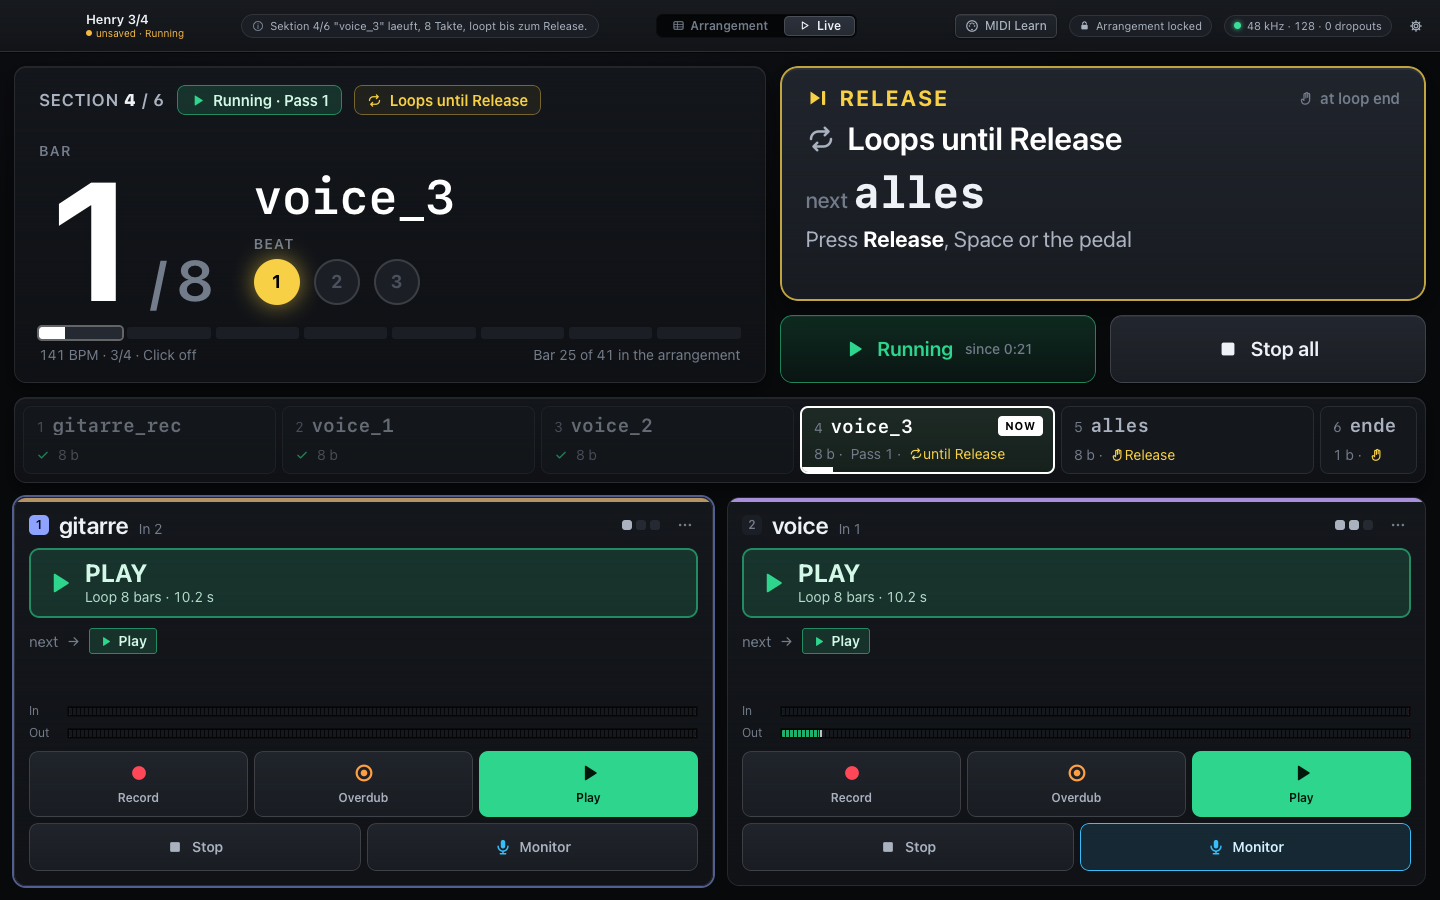 Henry 3/4
unsaved · Running
Sektion 4/6 "voice_3" laeuft, 8 Takte, loopt bis zum Release.
Arrangement
Live
MIDI Learn
Arrangement locked
48 kHz · 128 · 0 dropouts
SECTION 4 / 6
Running · Pass 1
Loops until Release
BAR
1 / 8
voice_3
BEAT
1 2 3
141 BPM · 3/4 · Click off
Bar 25 of 41 in the arrangement
RELEASE
at loop end
Loops until Release
next alles
Press Release, Space or the pedal
Running since 0:21
Stop all
1 gitarre_rec
8 b
2 voice_1
8 b
3 voice_2
8 b
4 voice_3 NOW
8 b · Pass 1 · until Release
5 alles
8 b · Release
6 ende
1 b ·
1 gitarre In 2
PLAY
Loop 8 bars · 10.2 s
next → Play
In
Out
Record
Overdub
Play
Stop
Monitor
2 voice In 1
PLAY
Loop 8 bars · 10.2 s
next → Play
In
Out
Record
Overdub
Play
Stop
Monitor